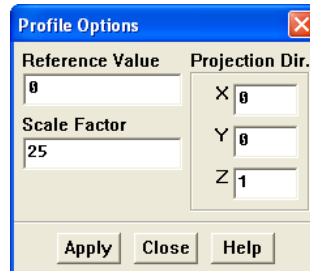 Profile Options
Reference Value
0
Scale Factor
25
Projection Dir.
X 0
Y 0
Z 1
Apply Close Help